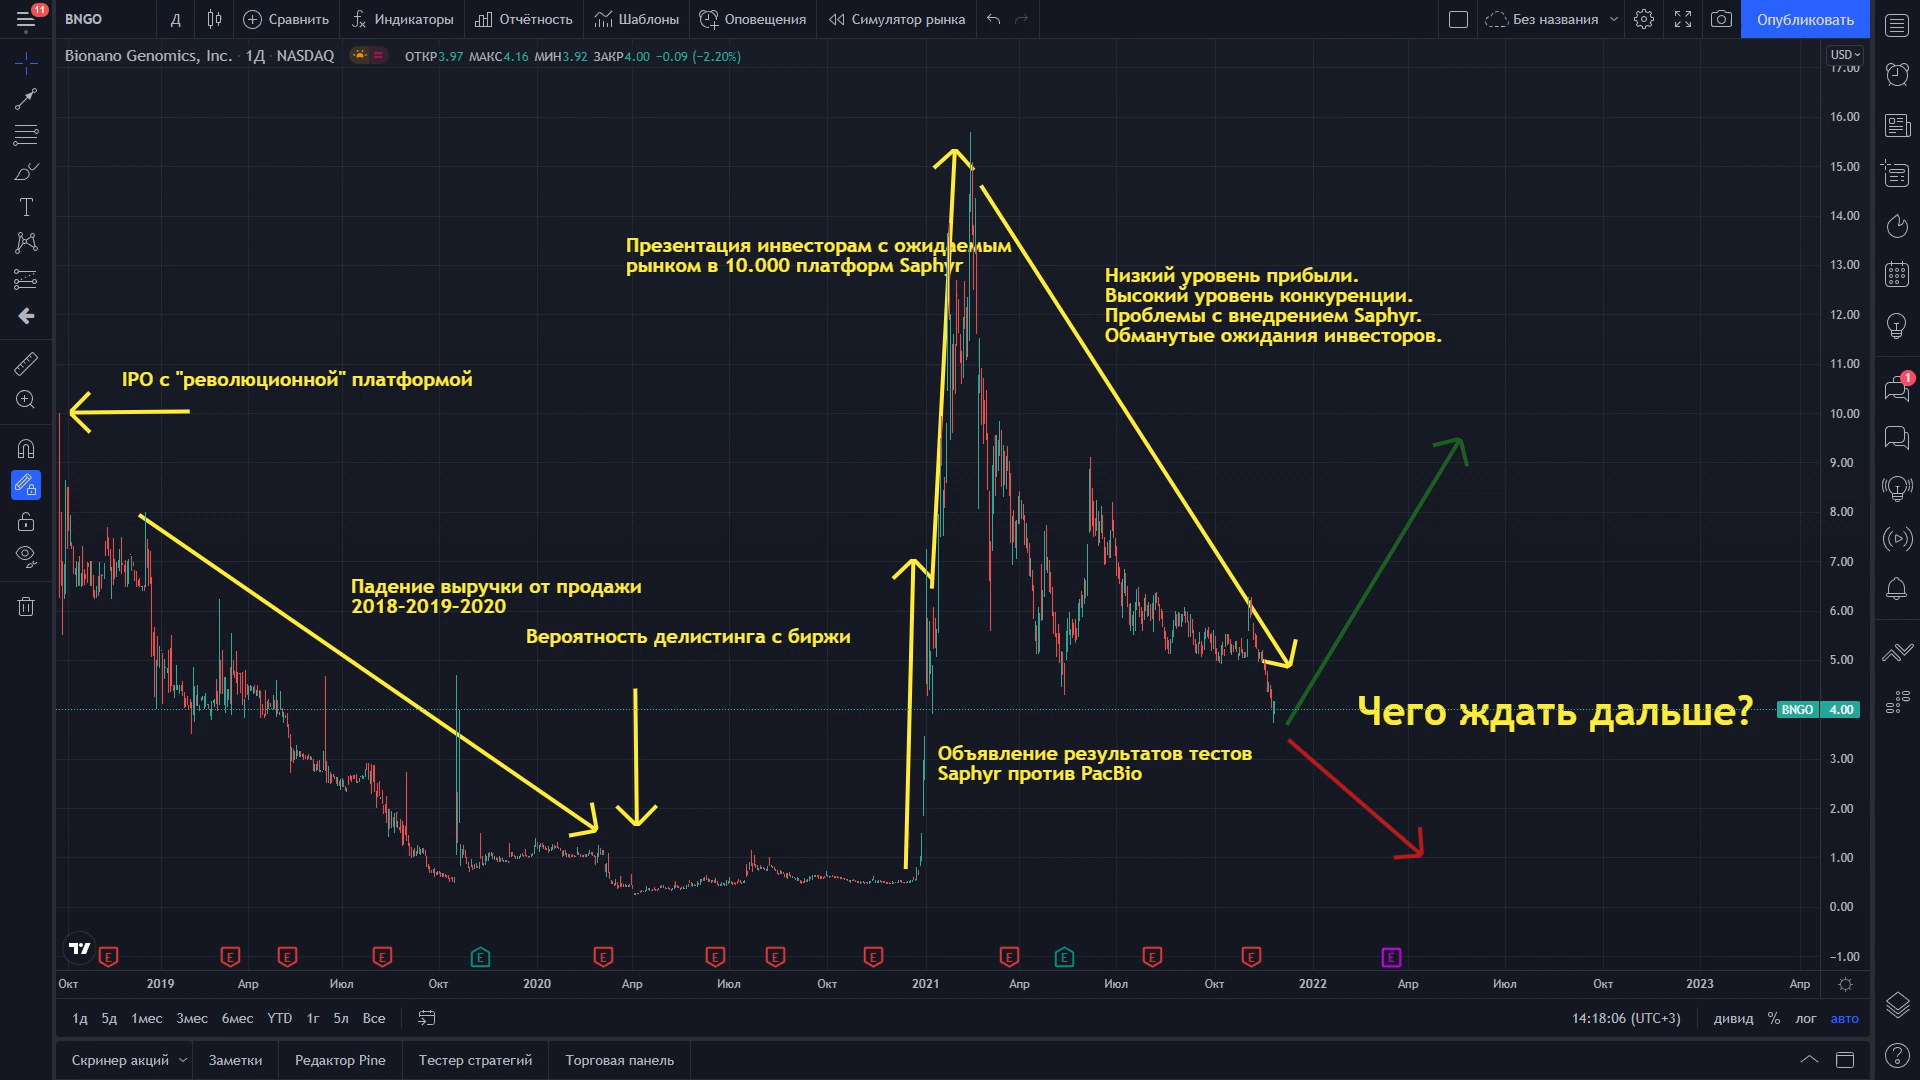 11
BNGO
Д
Сравнить
Индикаторы
Отчётность
Шаблоны
Оповещения
Симулятор рынка
Без названия
Опубликовать
Bionano Genomics, Inc. · 1Д · NASDAQ
ОТКР3.97 МАКС4.16 МИН3.92 ЗАКР4.00 −0.09 (−2.20%)
USD
17.00
16.00
15.00
14.00
13.00
12.00
11.00
10.00
9.00
8.00
7.00
6.00
5.00
BNGO 4.00
3.00
2.00
1.00
0.00
−1.00
1
Презентация инвесторам с ожидаемым
рынком в 10.000 платформ Saphyr
Низкий уровень прибыли.
Высокий уровень конкуренции.
Проблемы с внедрением Saphyr.
Обманутые ожидания инвесторов.
IPO с "революционной" платформой
Падение выручки от продажи
2018-2019-2020
Вероятность делистинга с биржи
Чего ждать дальше?
Объявление результатов тестов
Saphyr против PacBio
E E E E E E E E E E E E E E
Окт 2019 Апр Июл Окт 2020 Апр Июл Окт 2021 Апр Июл Окт 2022 Апр Июл Окт 2023 Апр
1д 5д 1мес 3мес 6мес YTD 1г 5л Все
14:18:06 (UTC+3) дивид % лог авто
Скринер акций Заметки Редактор Pine Тестер стратегий Торговая панель